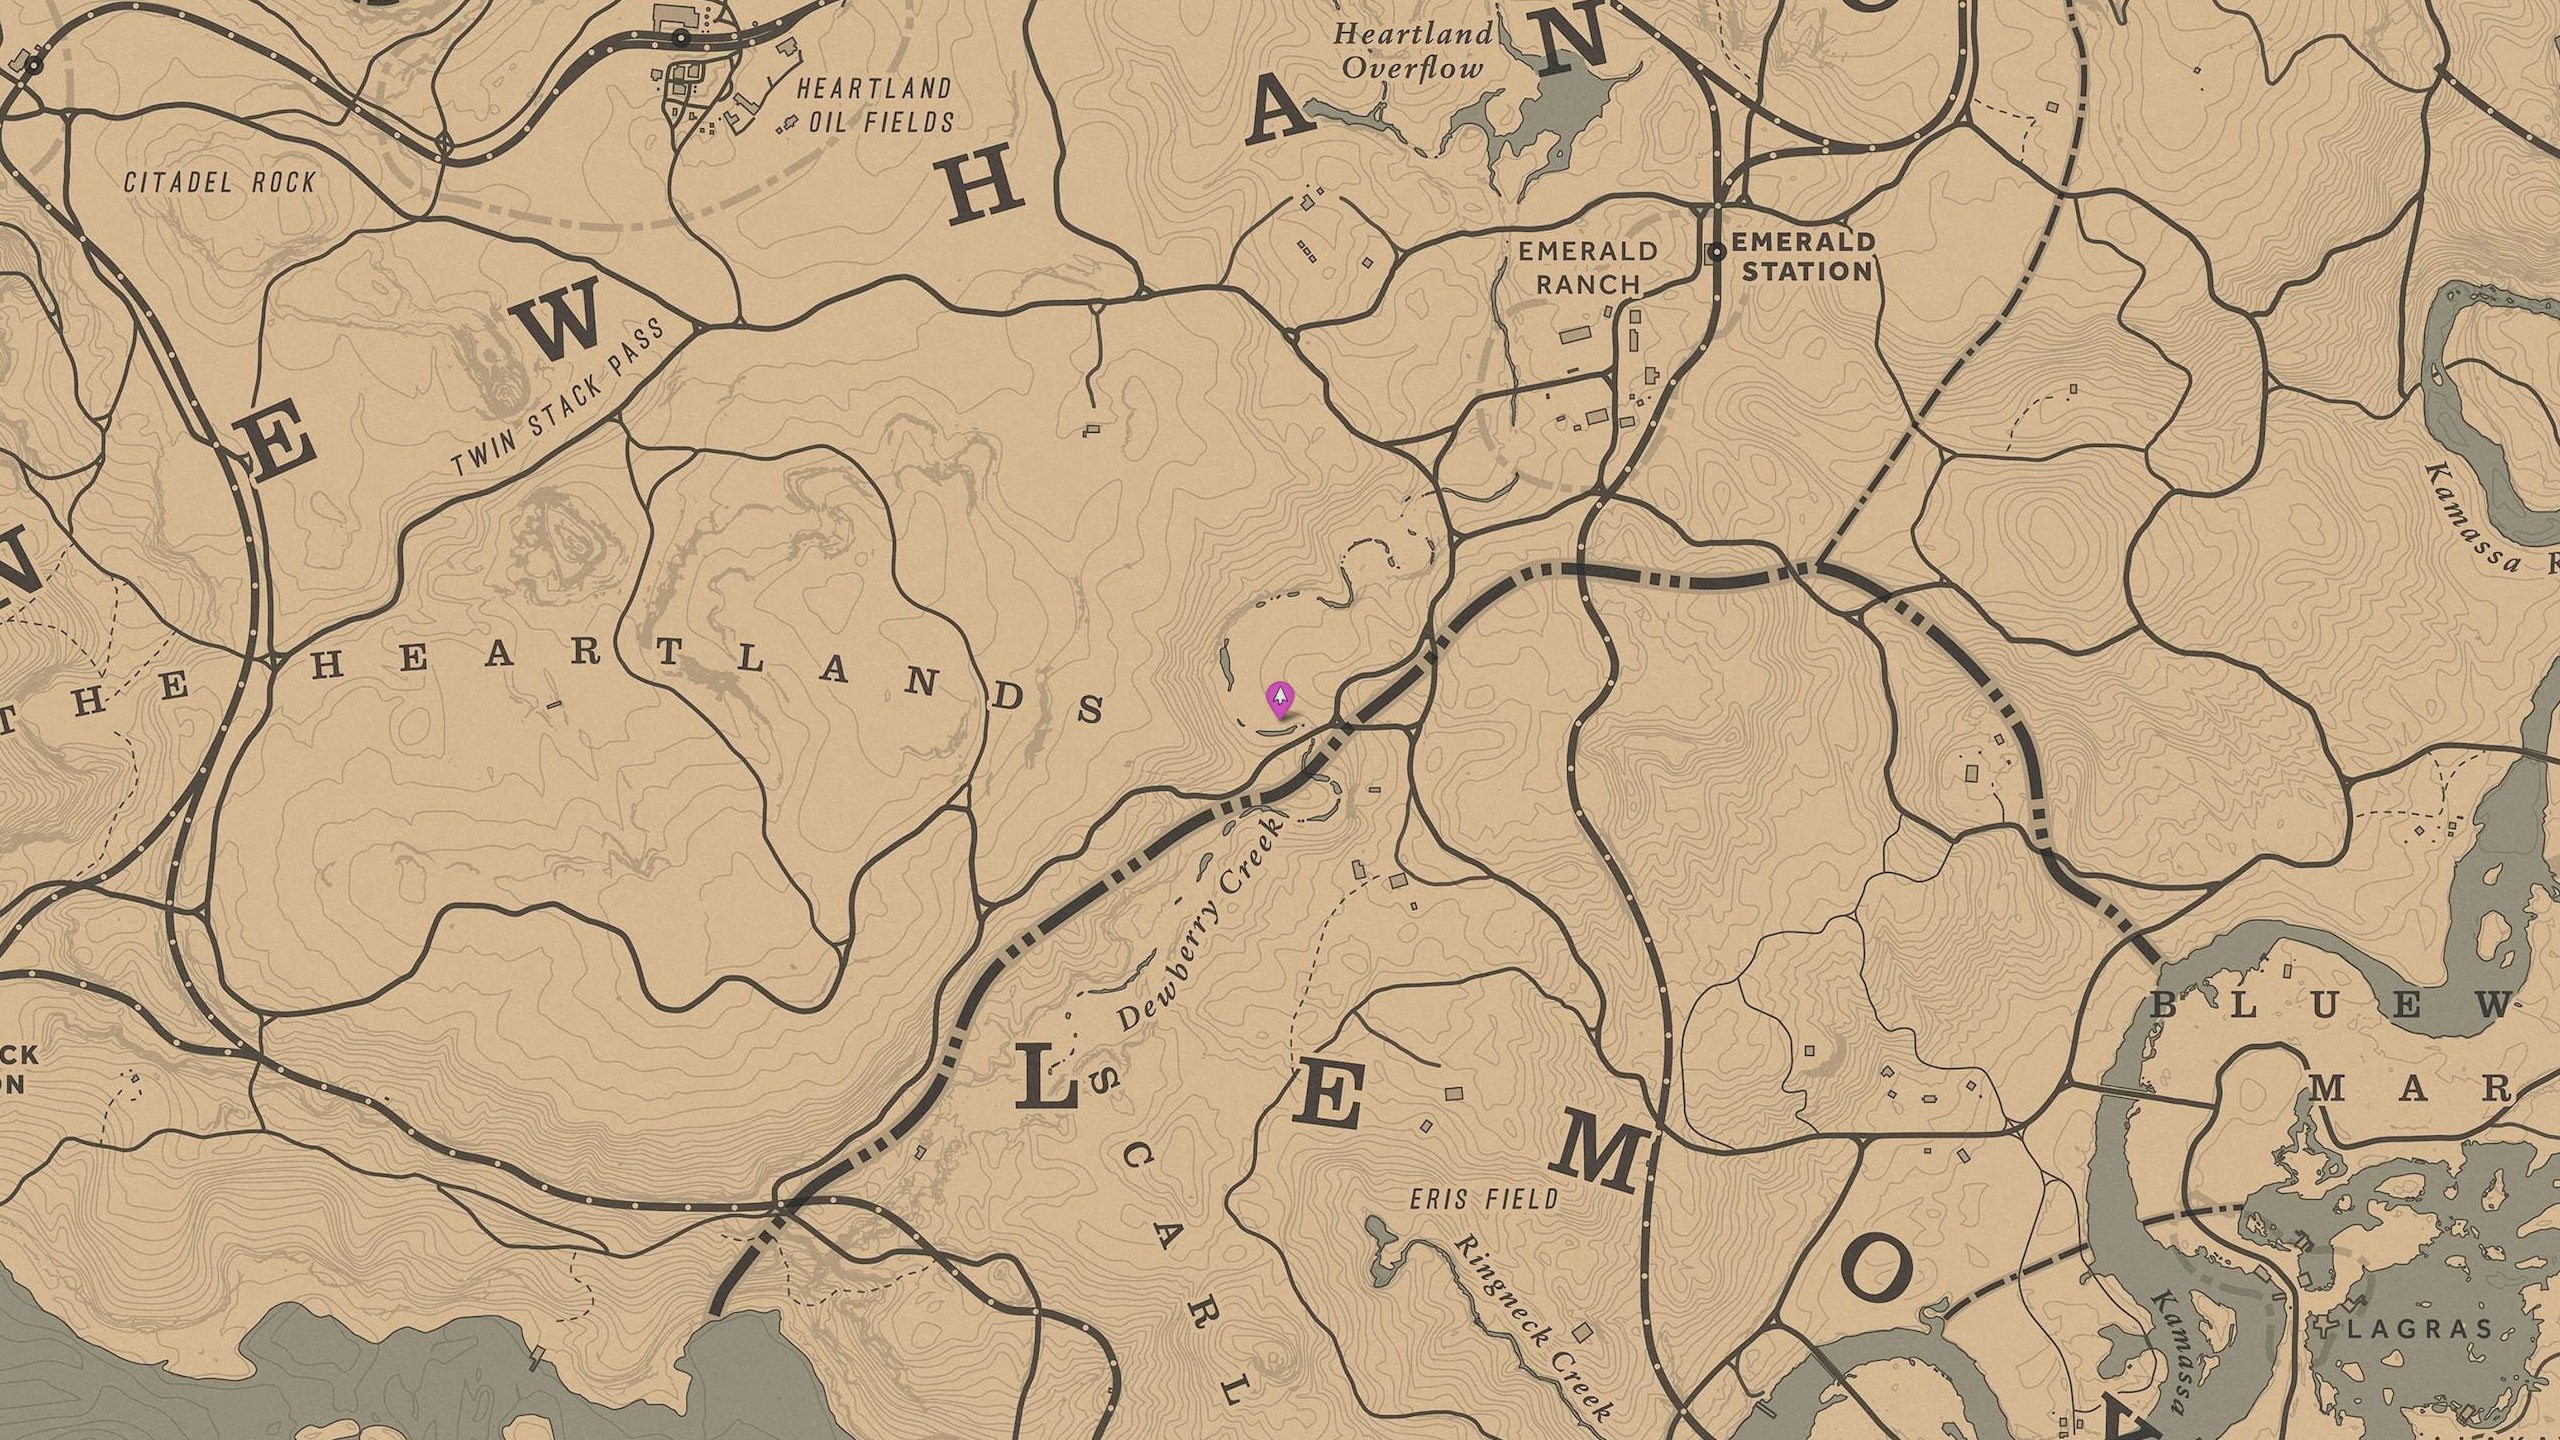 Heartland
Overflow
HEARTLAND
OIL FIELDS
CITADEL ROCK
N E W H A N
EMERALD
RANCH
EMERALD
STATION
TWIN STACK PASS
Kamassa R
THE HEARTLANDS
Dewberry Creek
BLUEW
MAR
CK
ON
L E M O Y
SCARL
ERIS FIELD
Ringneck Creek
Kamassa
LAGRAS